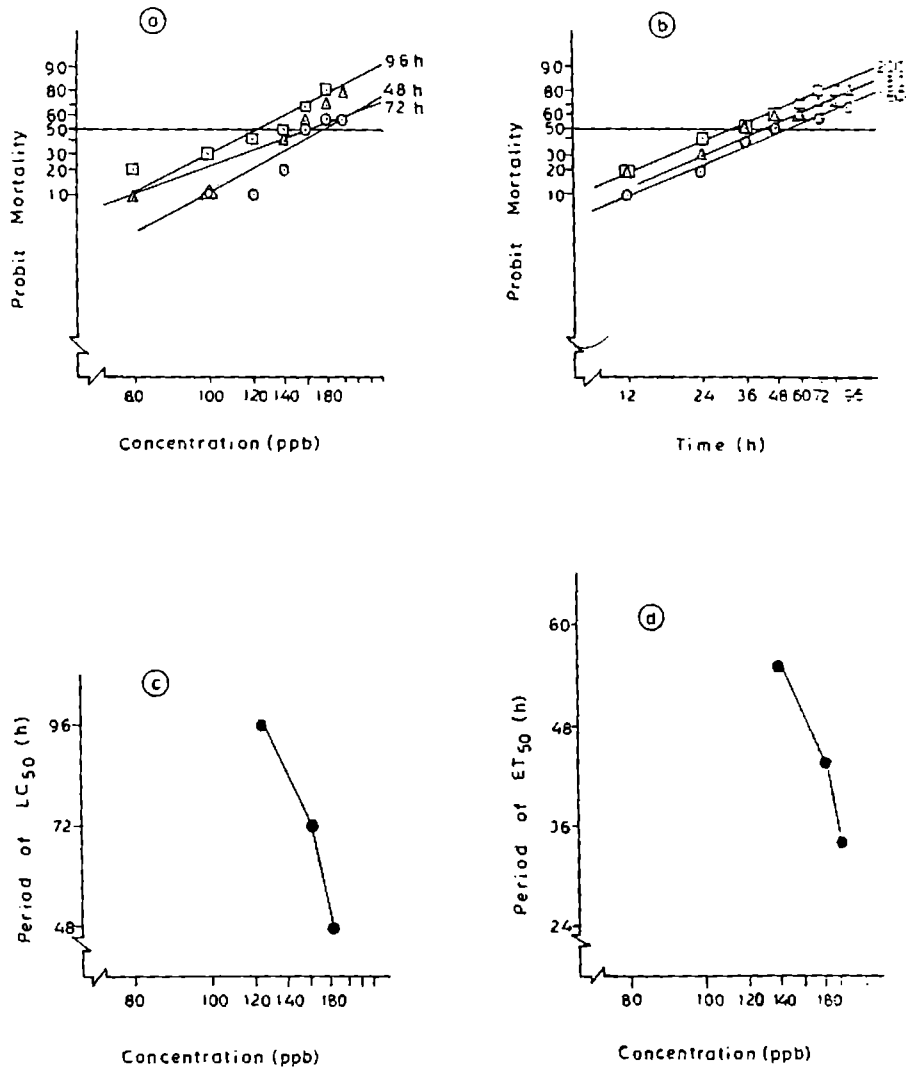 a
90
80
60
50
30
20
10
Probit Mortality
96 h
48 h
72 h
80 100 120 140 180
Concentration (ppb)
b
90
80
60
50
30
20
10
Probit Mortality
12 24 36 48 60 72
Time (h)
c
96
72
48
Period of LC50 (h)
80 100 120 140 180
Concentration (ppb)
d
60
48
36
24
Period of ET50 (h)
80 100 120 140 180
Concentration (ppb)